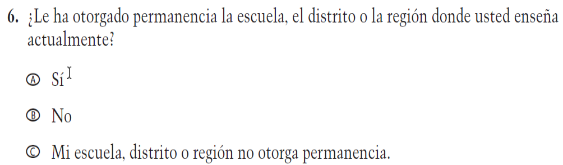 6. ¿Le ha otorgado permanencia la escuela, el distrito o la región donde usted enseña
actualmente?
Ⓐ Sí
Ⓑ No
Ⓒ Mi escuela, distrito o región no otorga permanencia.